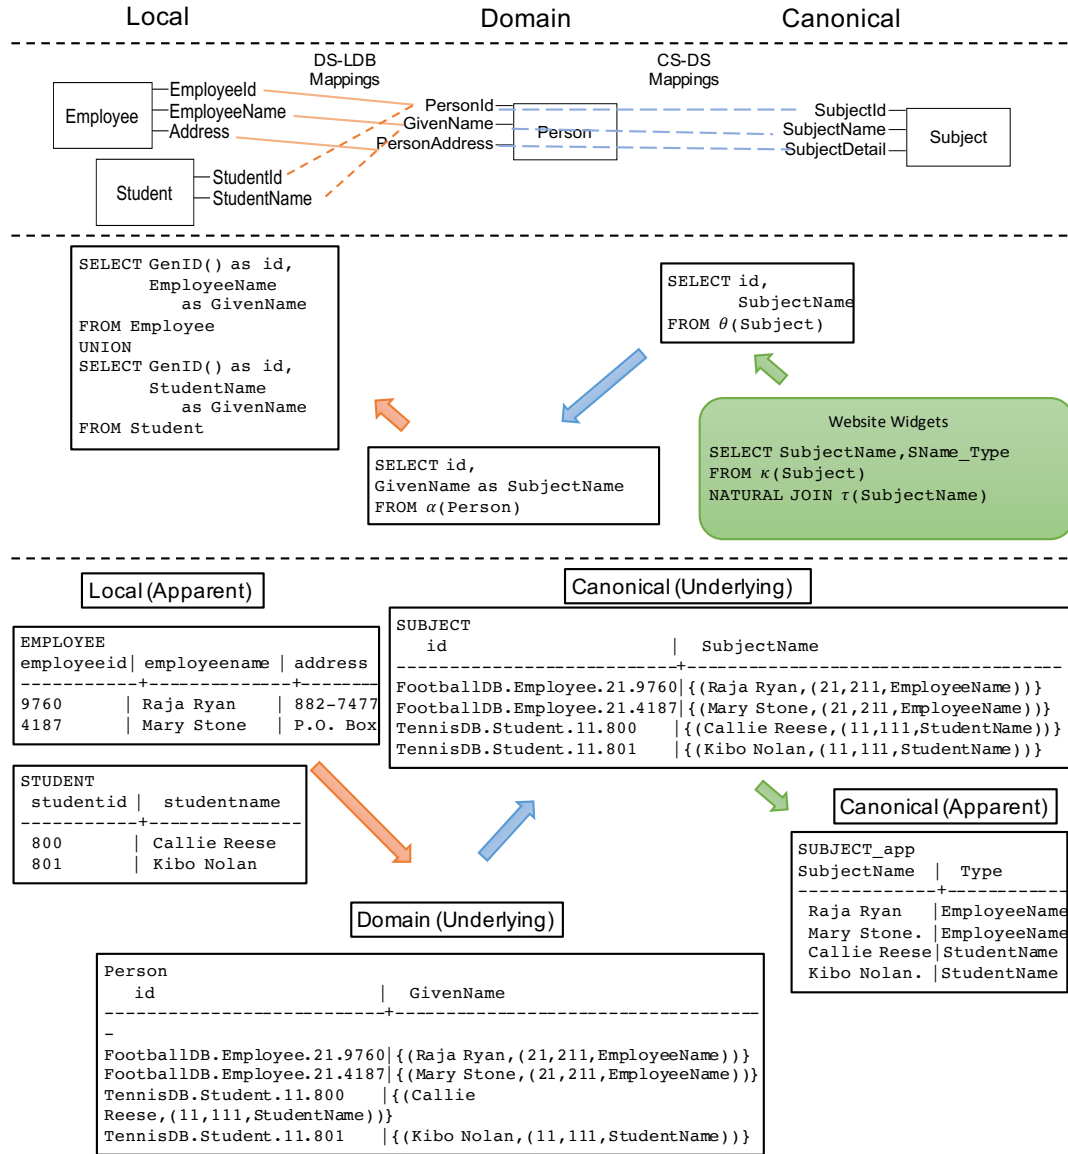 Local Domain Canonical
DS-LDB
Mappings
CS-DS
Mappings
Employee
EmployeeId
EmployeeName
Address
Student
StudentId
StudentName
PersonId
GivenName
PersonAddress
Person
SubjectId
SubjectName
SubjectDetail
Subject
SELECT GenID() as id,
EmployeeName
as GivenName
FROM Employee
UNION
SELECT GenID() as id,
StudentName
as GivenName
FROM Student
SELECT id,
SubjectName
FROM θ(Subject)
SELECT id,
GivenName as SubjectName
FROM α(Person)
Website Widgets
SELECT SubjectName,SName_Type
FROM κ(Subject)
NATURAL JOIN τ(SubjectName)
Local (Apparent)
EMPLOYEE
employeeid| employeename | address
-----------+--------------+--------
9760 | Raja Ryan | 882-7477
4187 | Mary Stone | P.O. Box
STUDENT
studentid | studentname
-----------+---------------
800 | Callie Reese
801 | Kibo Nolan
Canonical (Underlying)
SUBJECT
id | SubjectName
---------------------------+------------------------------------
FootballDB.Employee.21.9760|{(Raja Ryan,(21,211,EmployeeName))}
FootballDB.Employee.21.4187|{(Mary Stone,(21,211,EmployeeName))}
TennisDB.Student.11.800 |{(Callie Reese,(11,111,StudentName))}
TennisDB.Student.11.801 |{(Kibo Nolan,(11,111,StudentName))}
Canonical (Apparent)
SUBJECT_app
SubjectName | Type
-------------+------------
Raja Ryan |EmployeeName
Mary Stone. |EmployeeName
Callie Reese|StudentName
Kibo Nolan. |StudentName
Domain (Underlying)
Person
id | GivenName
---------------------------+-----------------------------------
-
FootballDB.Employee.21.9760|{(Raja Ryan,(21,211,EmployeeName))}
FootballDB.Employee.21.4187|{(Mary Stone,(21,211,EmployeeName))}
TennisDB.Student.11.800 |{(Callie
Reese,(11,111,StudentName))}
TennisDB.Student.11.801 |{(Kibo Nolan,(11,111,StudentName))}